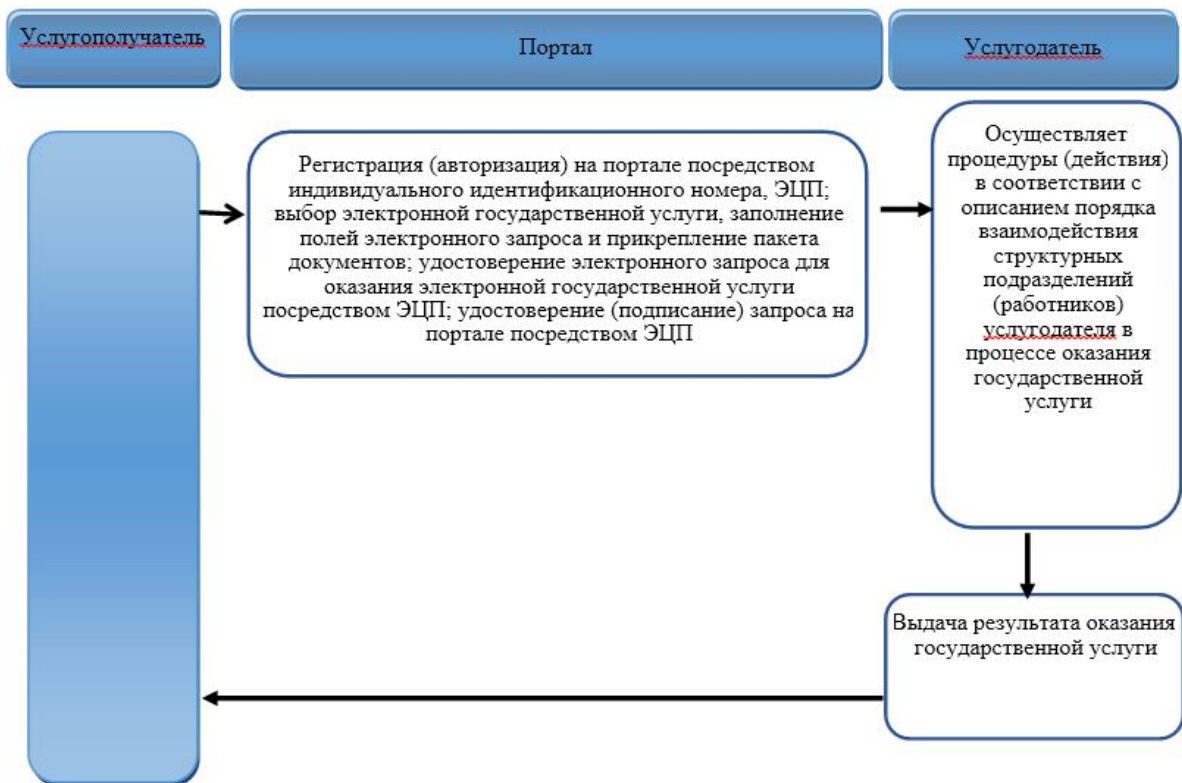 Услугополучатель
Портал
Услугодатель
Регистрация (авторизация) на портале посредством
индивидуального идентификационного номера, ЭЦП;
выбор электронной государственной услуги, заполнение
полей электронного запроса и прикрепление пакета
документов; удостоверение электронного запроса для
оказания электронной государственной услуги
посредством ЭЦП; удостоверение (подписание) запроса на
портале посредством ЭЦП
Осуществляет
процедуры (действия)
в соответствии с
описанием порядка
взаимодействия
структурных
подразделений
(работников)
услугодателя в
процессе оказания
государственной
услуги
Выдача результата оказания
государственной услуги